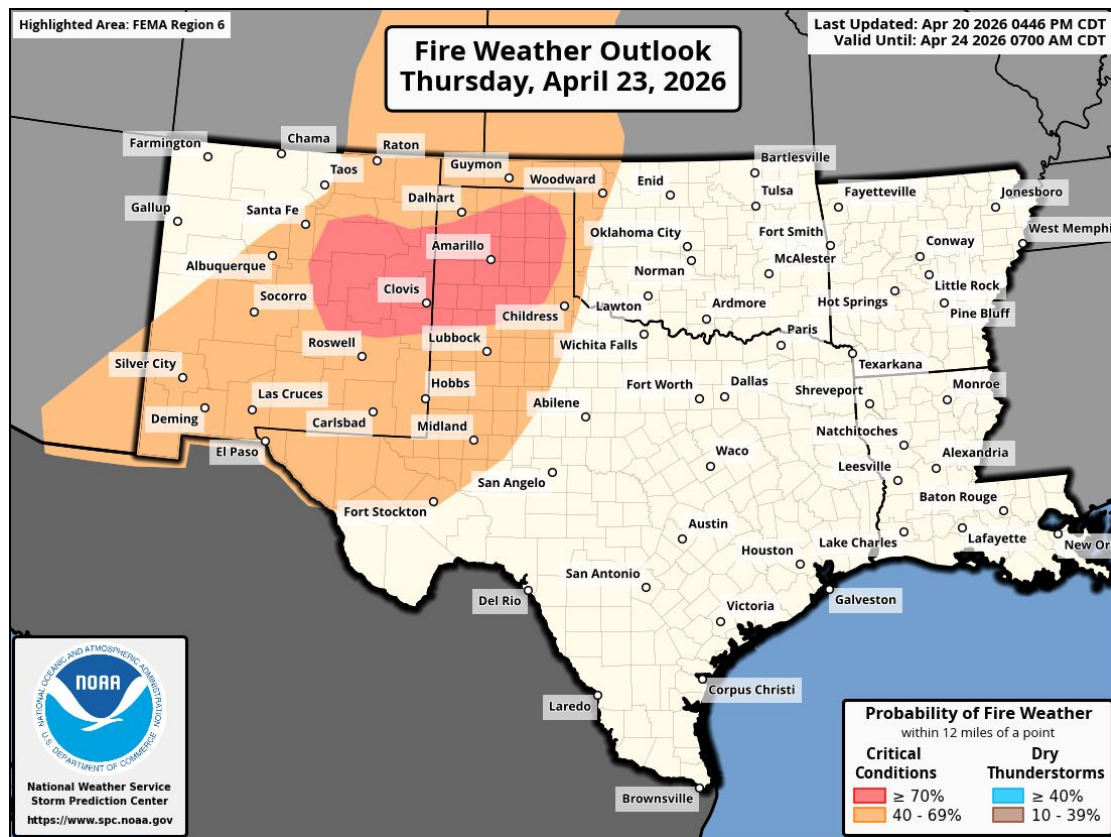 Highlighted Area: FEMA Region 6
Last Updated: Apr 20 2026 0446 PM CDT
Valid Until: Apr 24 2026 0700 AM CDT
Fire Weather Outlook
Thursday, April 23, 2026
Farmington
Chama
Raton
Taos
Guymon
Woodward
Bartlesville
Enid
Tulsa
Fayetteville
Jonesboro
Gallup
Santa Fe
Dalhart
Oklahoma City
Fort Smith
West Memphi
Amarillo
Conway
Albuquerque
Norman
McAlester
Little Rock
Socorro
Clovis
Childress
Lawton
Ardmore
Hot Springs
Pine Bluff
Roswell
Lubbock
Wichita Falls
Paris
Texarkana
Silver City
Hobbs
Fort Worth
Dallas
Shreveport
Monroe
Las Cruces
Deming
Carlsbad
Midland
Abilene
Natchitoches
El Paso
Waco
Alexandria
San Angelo
Leesville
Fort Stockton
Baton Rouge
Austin
Lake Charles
Lafayette
New Or
Houston
San Antonio
Del Rio
Galveston
Victoria
Laredo
Corpus Christi
Brownsville
NATIONAL OCEANIC AND ATMOSPHERIC ADMINISTRATION
NOAA
U.S. DEPARTMENT OF COMMERCE
National Weather Service
Storm Prediction Center
https://www.spc.noaa.gov
Probability of Fire Weather
within 12 miles of a point
Critical Conditions
≥ 70%
40 - 69%
Dry Thunderstorms
≥ 40%
10 - 39%